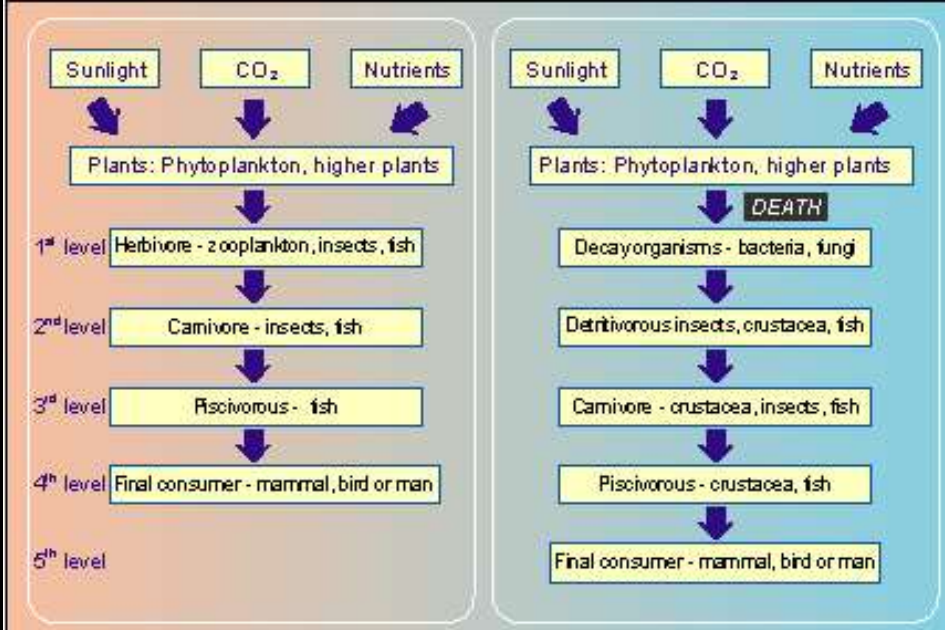 Sunlight
CO₂
Nutrients
Plants: Phytoplankton, higher plants
1st level
Herbivore - zooplankton, insects, fish
2nd level
Carnivore - insects, fish
3rd level
Piscivorous - fish
4th level
Final consumer - mammal, bird or man
5th level
Sunlight
CO₂
Nutrients
Plants: Phytoplankton, higher plants
DEATH
Decay organisms - bacteria, fungi
Detritivorous insects, crustacea, fish
Carnivore - crustacea, insects, fish
Piscivorous - crustacea, fish
Final consumer - mammal, bird or man